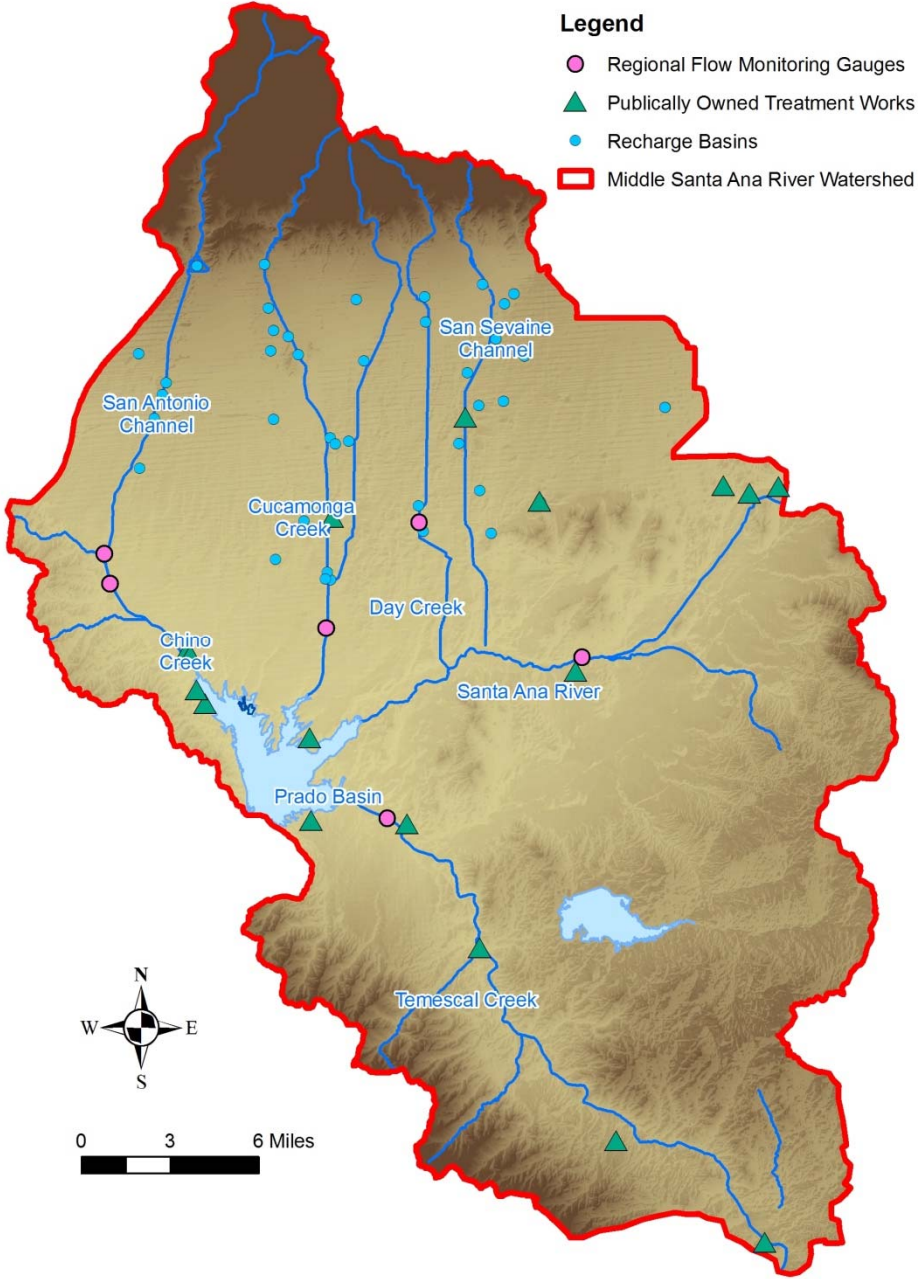 Legend
Regional Flow Monitoring Gauges
Publically Owned Treatment Works
Recharge Basins
Middle Santa Ana River Watershed
San Sevaine
Channel
San Antonio
Channel
Cucamonga
Creek
Day Creek
Chino
Creek
Santa Ana River
Prado Basin
Temescal Creek
N
W E
S
0 3 6 Miles